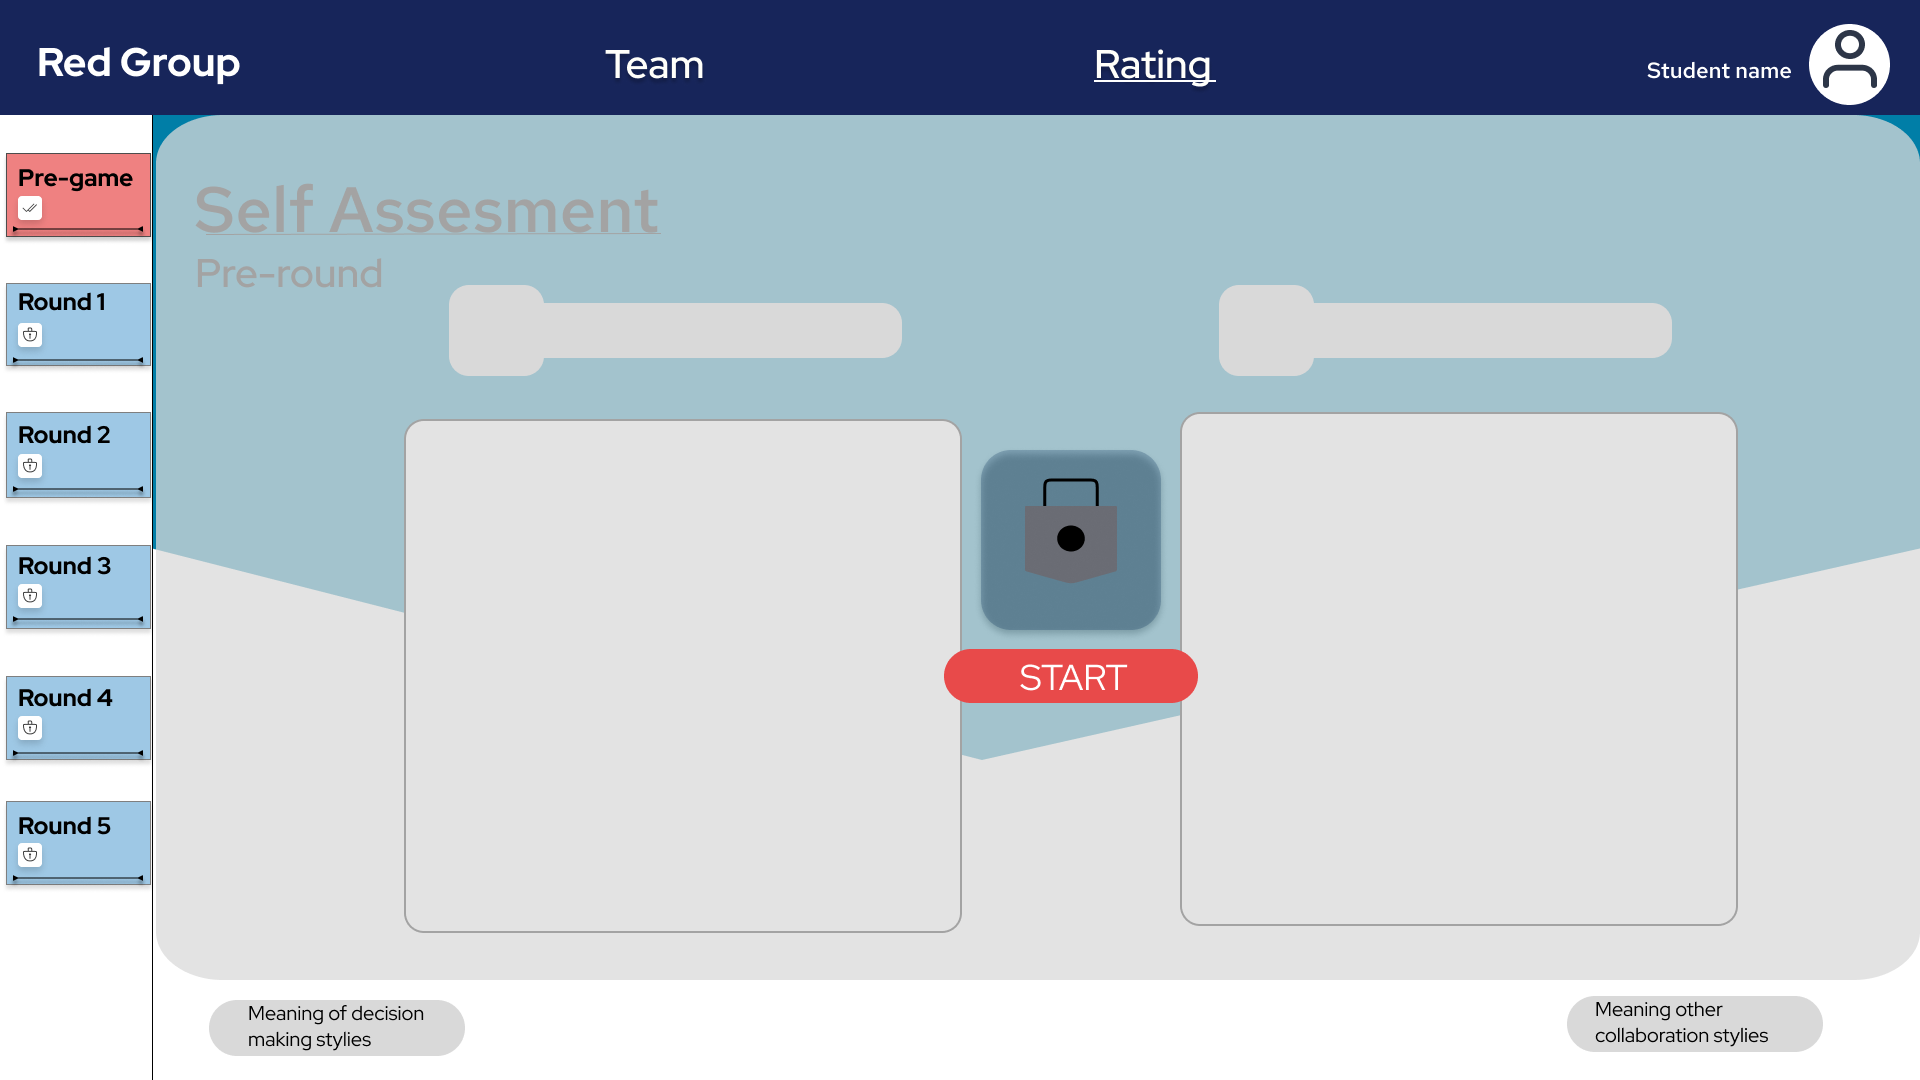 Red Group
Team
Rating
Student name
Pre-game
Round 1
Round 2
Round 3
Round 4
Round 5
Self Assesment
Pre-round
START
Meaning of decision
making stylies
Meaning other
collaboration stylies